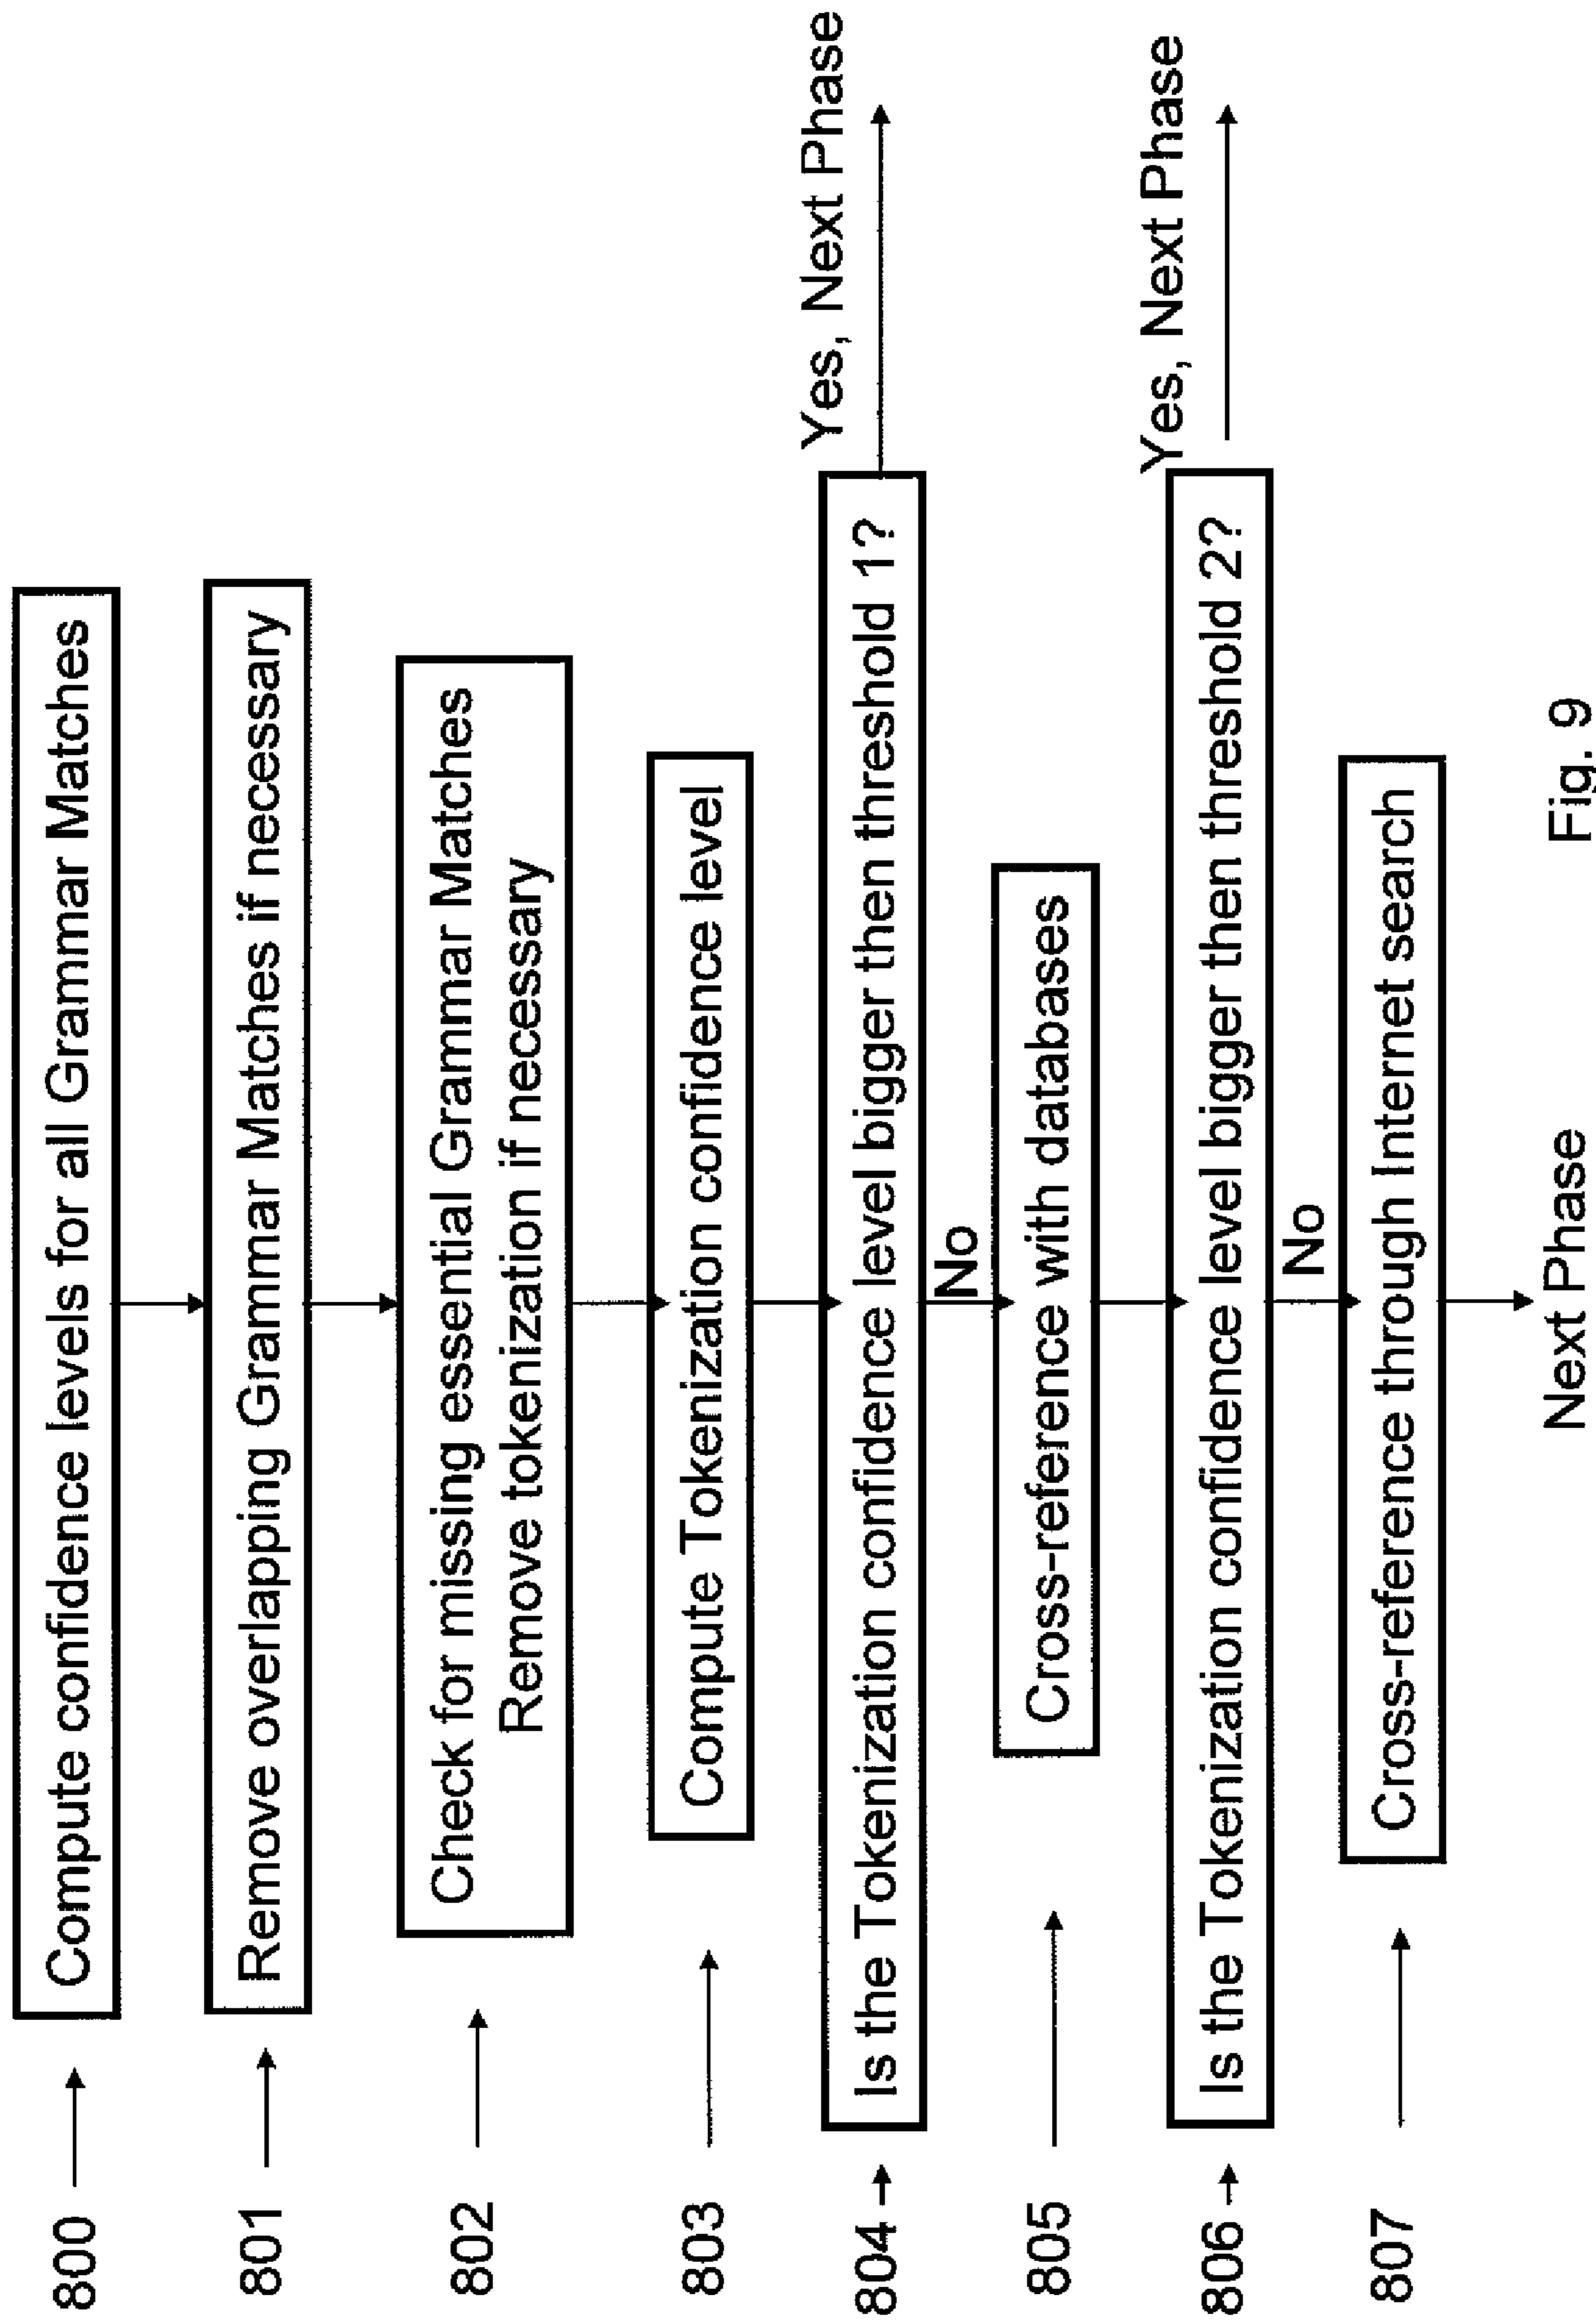 800
Compute confidence levels for all Grammar Matches
801
Remove overlapping Grammar Matches if necessary
802
Check for missing essential Grammar Matches
Remove tokenization if necessary
803
Compute Tokenization confidence level
804
Is the Tokenization confidence level bigger then threshold 1?
Yes, Next Phase
No
805
Cross-reference with databases
806
Is the Tokenization confidence level bigger then threshold 2?
Yes, Next Phase
No
807
Cross-reference through Internet search
Next Phase
Fig. 9